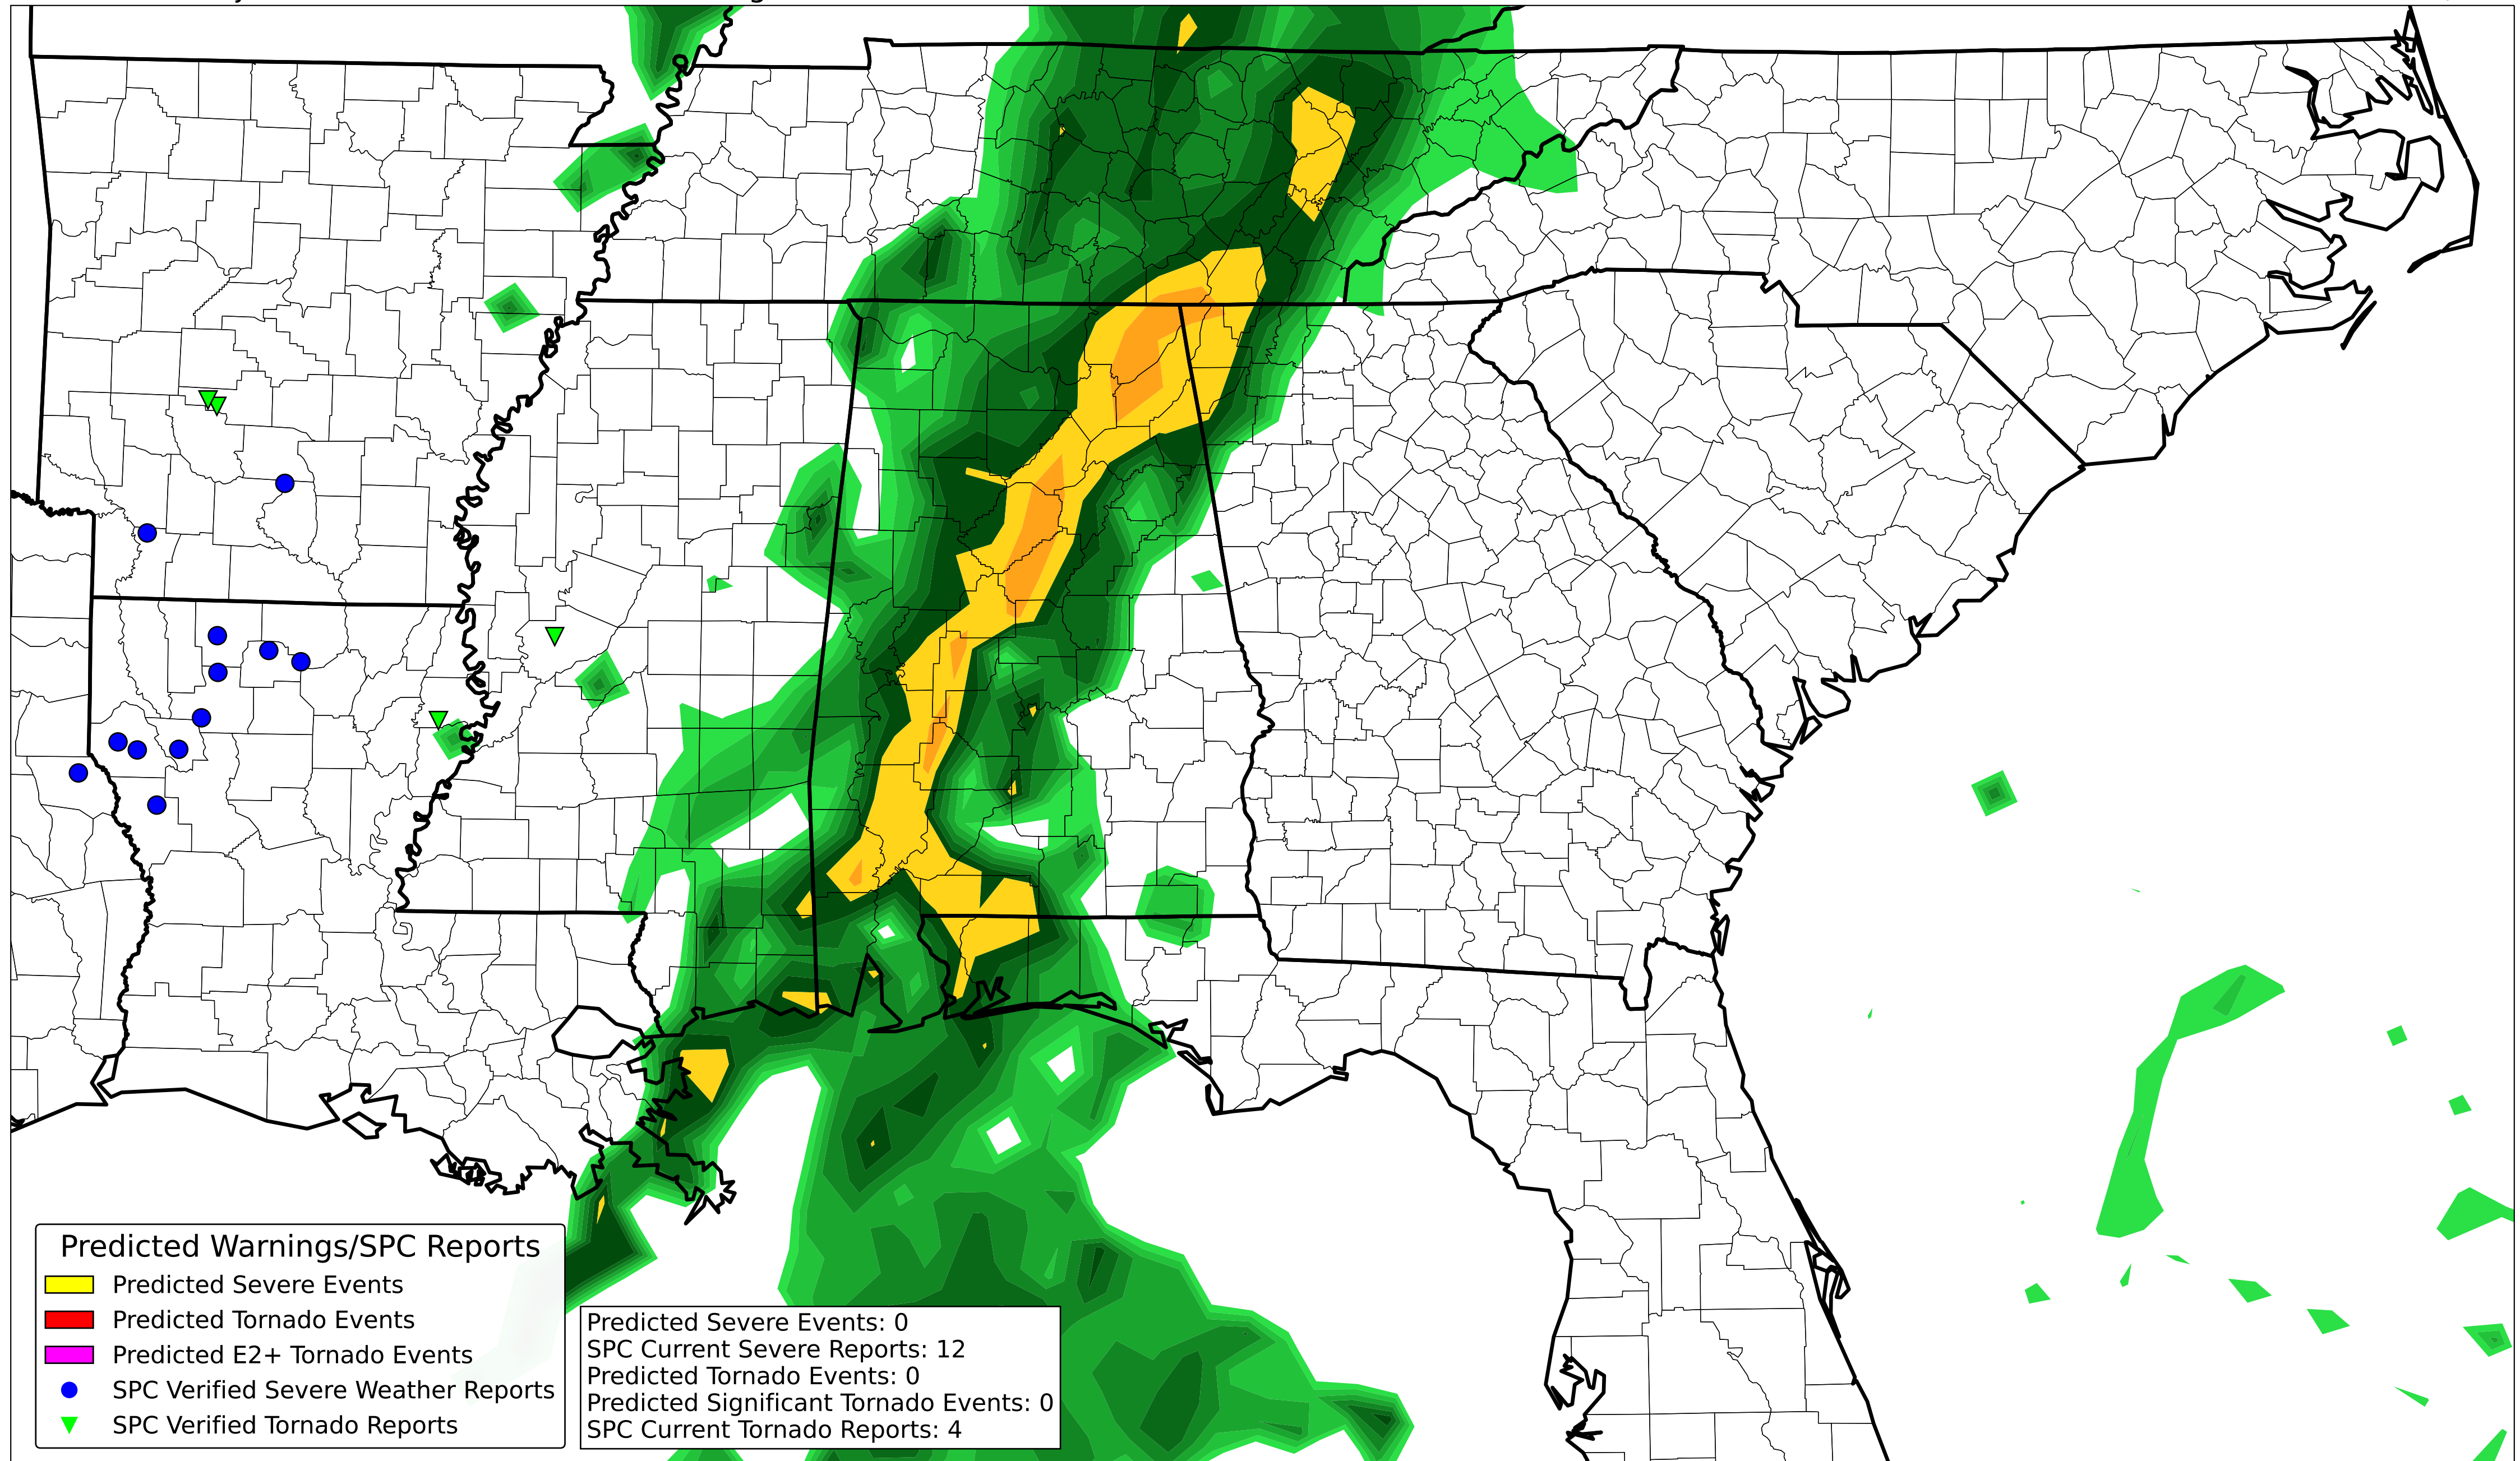 Predicted Warnings/SPC Reports
Predicted Severe Events
Predicted Tornado Events
Predicted E2+ Tornado Events
SPC Verified Severe Weather Reports
SPC Verified Tornado Reports
Predicted Severe Events: 0
SPC Current Severe Reports: 12
Predicted Tornado Events: 0
Predicted Significant Tornado Events: 0
SPC Current Tornado Reports: 4